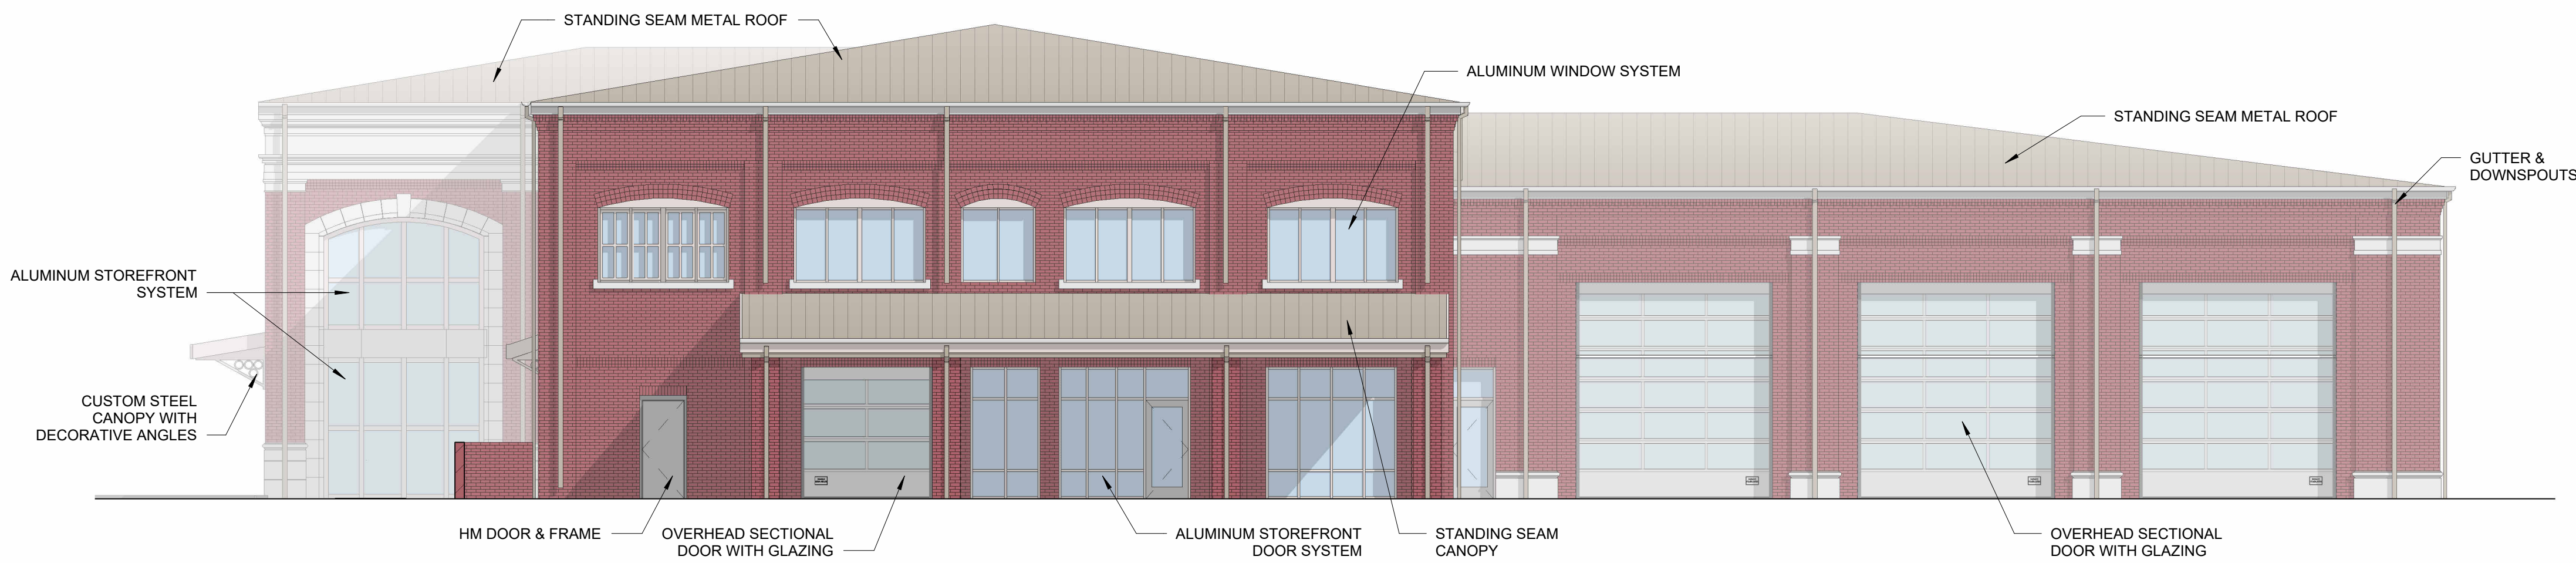 STANDING SEAM METAL ROOF
ALUMINUM WINDOW SYSTEM
STANDING SEAM METAL ROOF
GUTTER &
DOWNSPOUTS
ALUMINUM STOREFRONT
SYSTEM
CUSTOM STEEL
CANOPY WITH
DECORATIVE ANGLES
HM DOOR & FRAME
OVERHEAD SECTIONAL
DOOR WITH GLAZING
ALUMINUM STOREFRONT
DOOR SYSTEM
STANDING SEAM
CANOPY
OVERHEAD SECTIONAL
DOOR WITH GLAZING